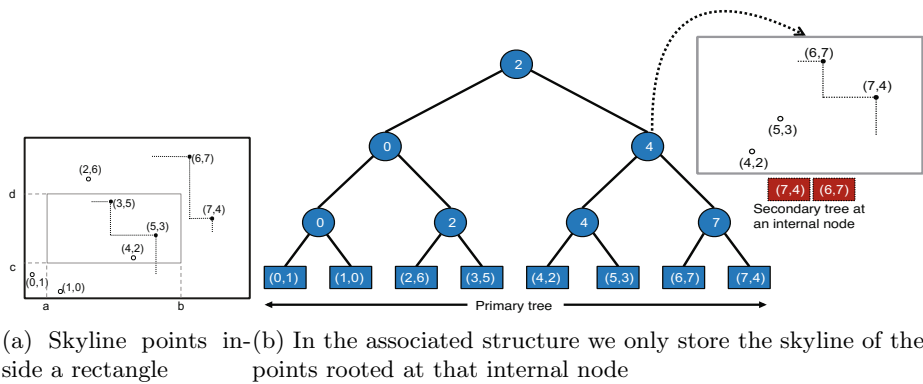 2
(6,7)
(7,4)
(5,3)
(4,2)
0
4
(7,4) (6,7)
Secondary tree at
an internal node
(6,7)
(2,6)
d
(3,5)
(7,4)
(5,3)
(4,2)
c
(0,1)
(1,0)
a
b
0
2
4
7
(0,1) (1,0) (2,6) (3,5) (4,2) (5,3) (6,7) (7,4)
Primary tree
(a) Skyline points in-
side a rectangle
(b) In the associated structure we only store the skyline of the
points rooted at that internal node